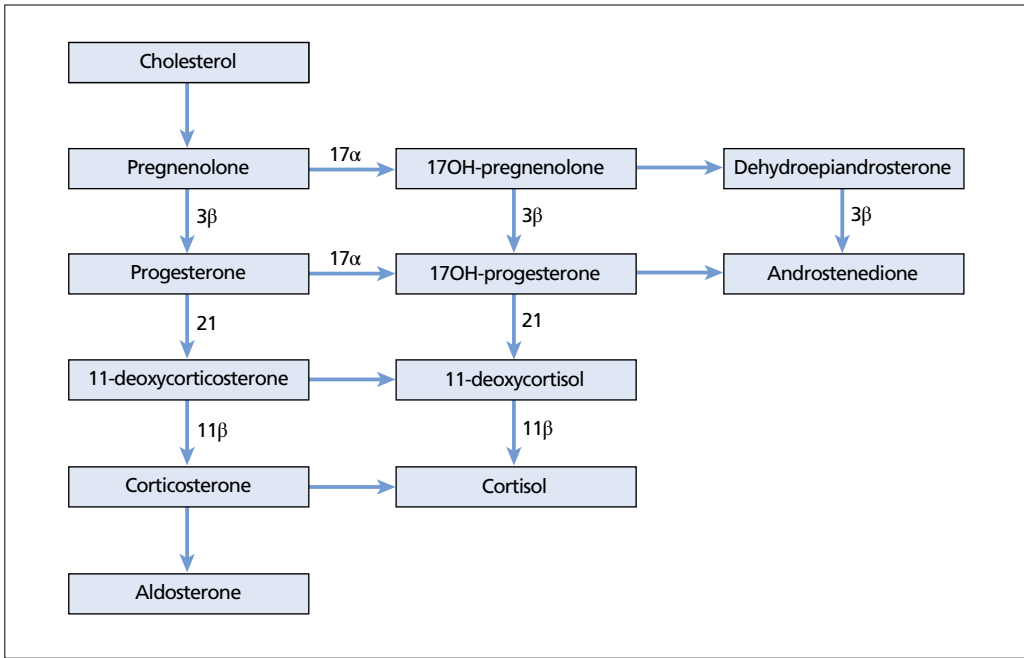 Cholesterol
17α
Pregnenolone
17OH-pregnenolone
Dehydroepiandrosterone
3β
3β
3β
17α
Progesterone
17OH-progesterone
Androstenedione
21
21
11-deoxycorticosterone
11-deoxycortisol
11β
11β
Corticosterone
Cortisol
Aldosterone